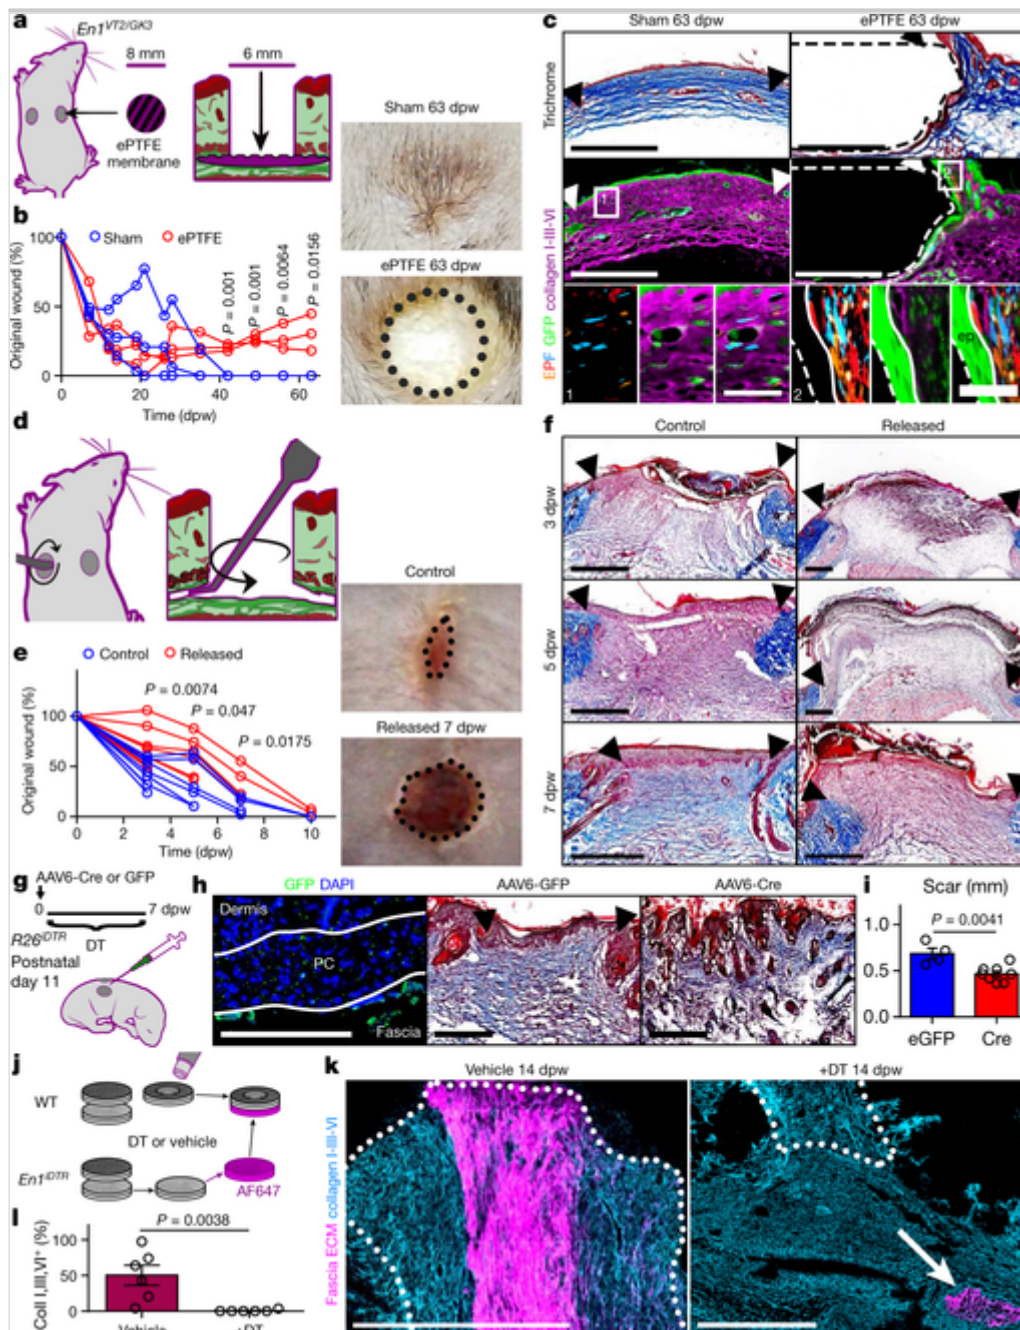 a
En1VT2/GK3
8 mm
6 mm
ePTFE
membrane
Sham 63 dpw
ePTFE 63 dpw
b
Sham
ePTFE
Original wound (%)
100
50
0
P = 0.001
P = 0.001
P = 0.0064
P = 0.0156
0
20
40
60
Time (dpw)
c
Sham 63 dpw
ePTFE 63 dpw
Trichrome
EPF GFP collagen I-III-VI
1
2
1
2
ep
d
Control
Released 7 dpw
e
Control
Released
Original wound (%)
100
50
0
P = 0.0074
P = 0.047
P = 0.0175
0
2
4
6
8
10
Time (dpw)
f
Control
Released
3 dpw
5 dpw
7 dpw
g
AAV6-Cre or GFP
0
7 dpw
DT
R26iDTR
Postnatal
day 11
h
GFP DAPI
AAV6-GFP
AAV6-Cre
Dermis
PC
Fascia
i
Scar (mm)
P = 0.0041
1.0
0.5
0.0
eGFP
Cre
j
WT
DT or vehicle
En1iDTR
AF647
k
Vehicle 14 dpw
+DT 14 dpw
Fascia ECM collagen I-III-VI
l
P = 0.0038
Coll I,III,VI+ (%)
100
50
0
Vehicle
+DT